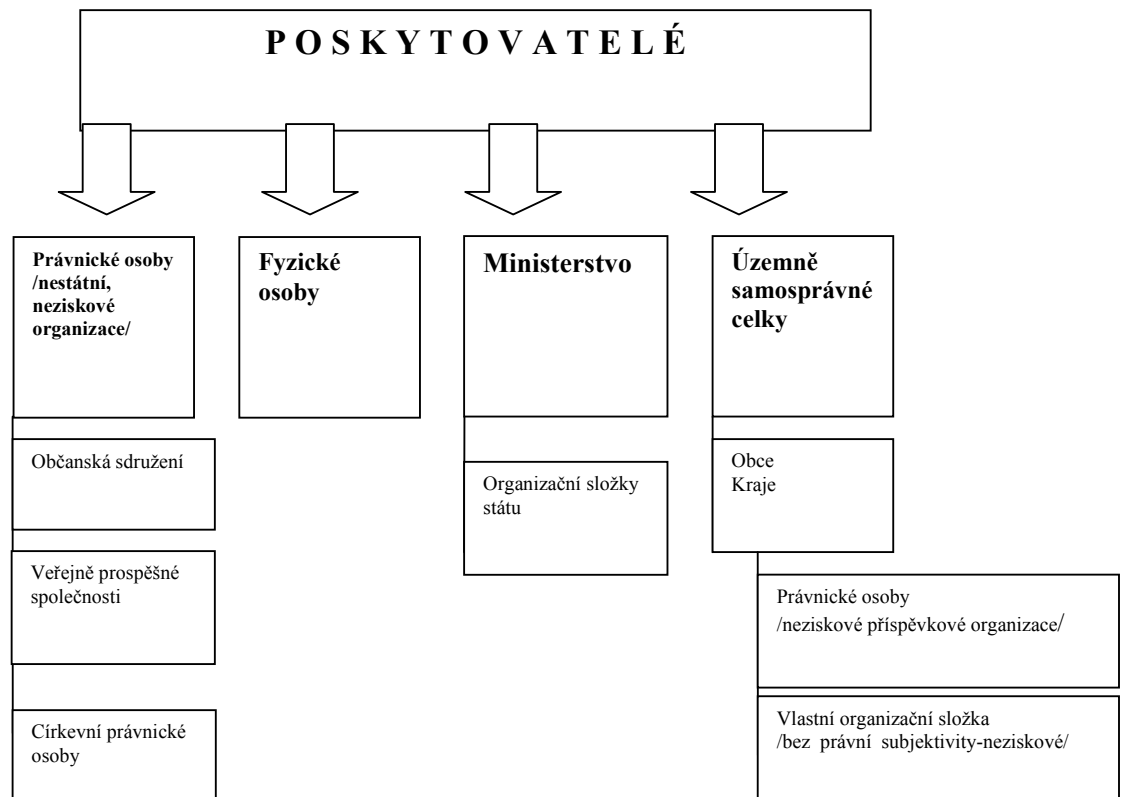 P O S K Y T O V A T E L É
Právnické osoby
/nestátní,
neziskové
organizace/
Fyzické
osoby
Ministerstvo
Územně
samosprávné
celky
Občanská sdružení
Organizační složky
státu
Obce
Kraje
Veřejně prospěšné
společnosti
Právnické osoby
/neziskové příspěvkové organizace/
Církevní právnické
osoby
Vlastní organizační složka
/bez právní subjektivity-neziskové/